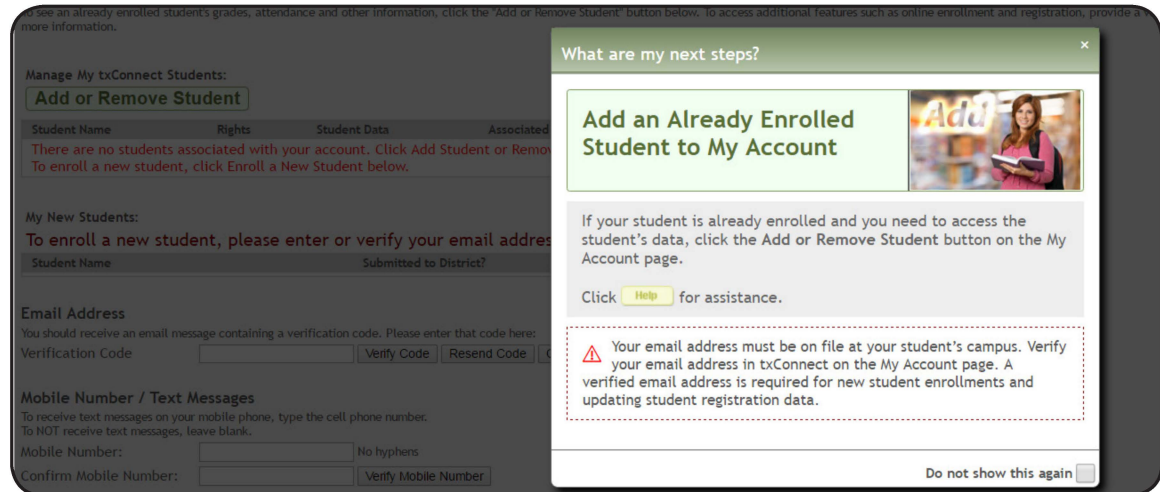 To see an already enrolled student's grades, attendance and other information, click the "Add or Remove Student" button below. To access additional features such as online enrollment and registration, provide a
more information.
Manage My txConnect Students:
Add or Remove Student
Student Name Rights Student Data Associated
There are no students associated with your account. Click Add Student or Remov
To enroll a new student, click Enroll a New Student below.
My New Students:
To enroll a new student, please enter or verify your email addres
Student Name Submitted to District?
Email Address
You should receive an email message containing a verification code. Please enter that code here:
Verification Code Verify Code Resend Code
Mobile Number / Text Messages
To receive text messages on your mobile phone, type the cell phone number.
To NOT receive text messages, leave blank.
Mobile Number: No hyphens
Confirm Mobile Number: Verify Mobile Number
What are my next steps? ×
Add an Already Enrolled
Student to My Account
Add
If your student is already enrolled and you need to access the
student's data, click the Add or Remove Student button on the My
Account page.
Click Help for assistance.
Your email address must be on file at your student's campus. Verify
your email address in txConnect on the My Account page. A
verified email address is required for new student enrollments and
updating student registration data.
Do not show this again